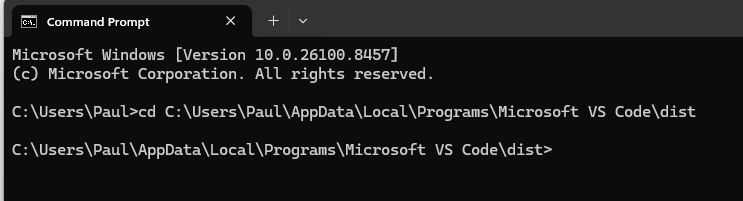 Command Prompt
Microsoft Windows [Version 10.0.26100.8457]
(c) Microsoft Corporation. All rights reserved.
C:\Users\Paul>cd C:\Users\Paul\AppData\Local\Programs\Microsoft VS Code\dist
C:\Users\Paul\AppData\Local\Programs\Microsoft VS Code\dist>